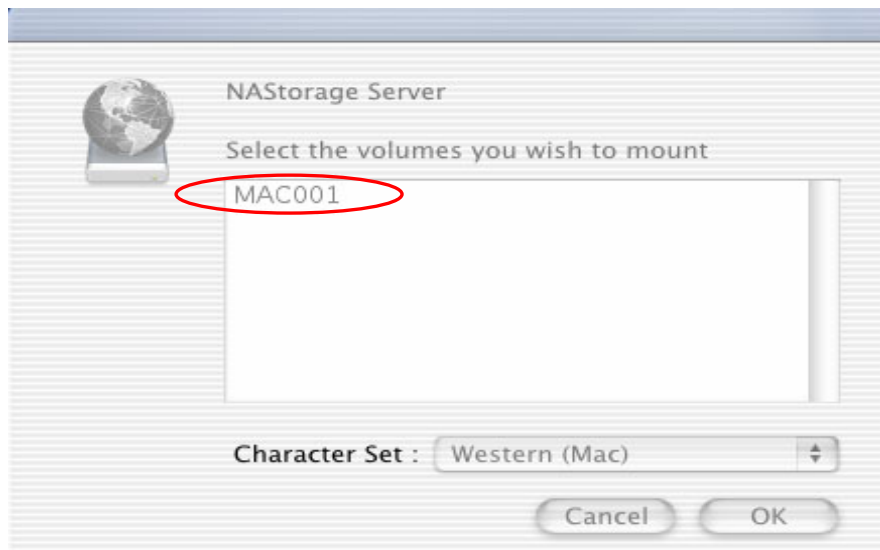 NAStorage Server
Select the volumes you wish to mount
MAC001
Character Set : Western (Mac)
Cancel OK